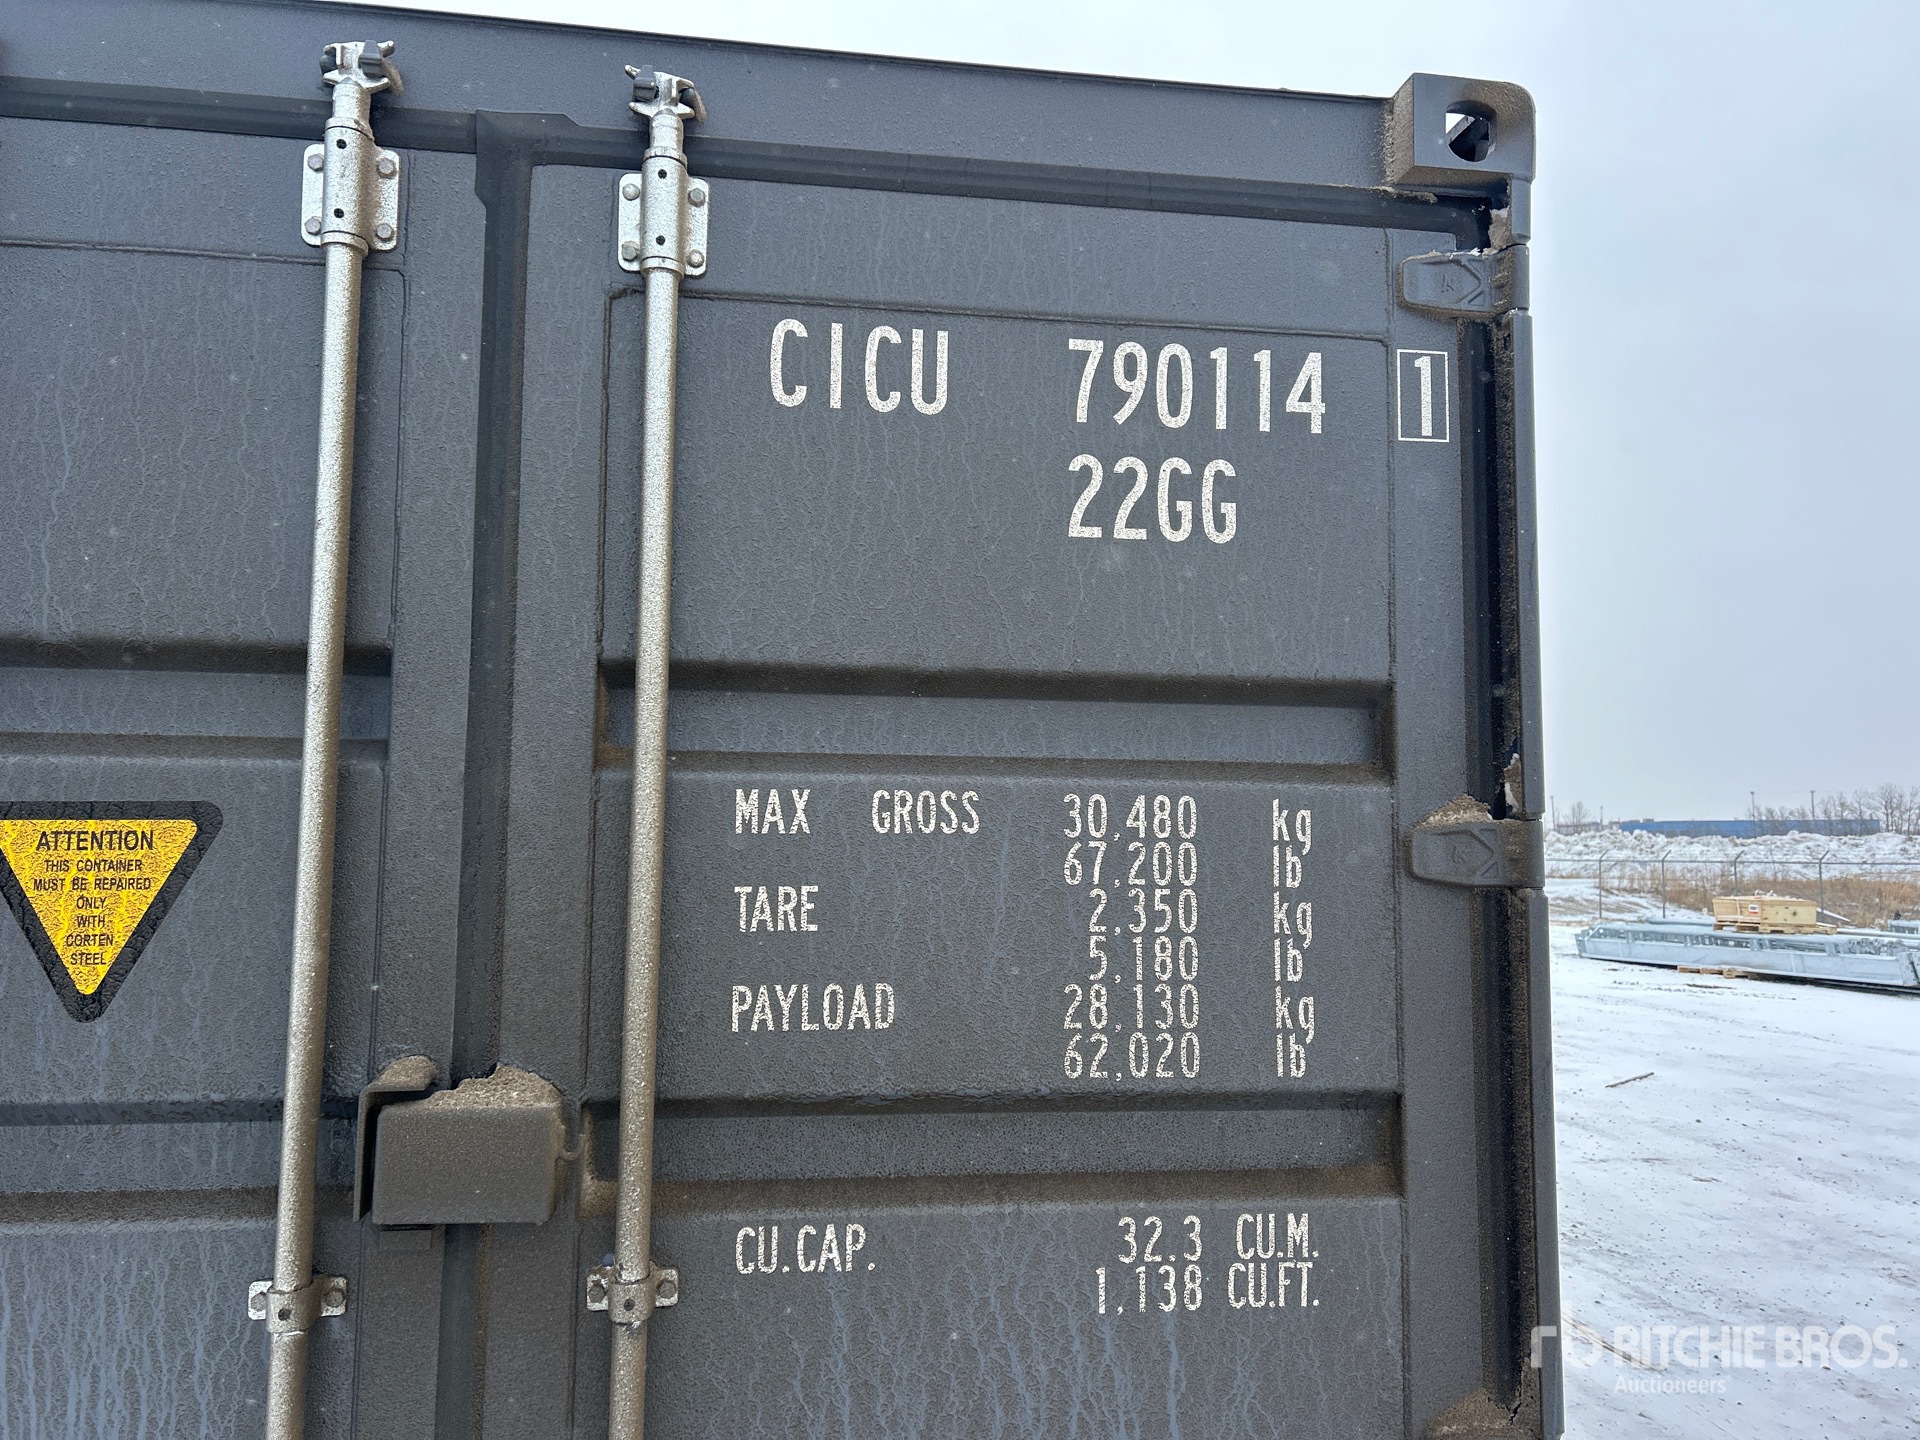 CICU 790114 1
22GG
MAX GROSS 30,480 kg
67,200 lb
TARE 2,350 kg
5,180 lb
PAYLOAD 28,130 kg
62,020 lb
CU.CAP. 32.3 CU.M.
1,138 CU.FT.
ATTENTION
THIS CONTAINER
MUST BE REPAIRED
ONLY
WITH
CORTEN
STEEL
RITCHIE BROS.
Auctioneers